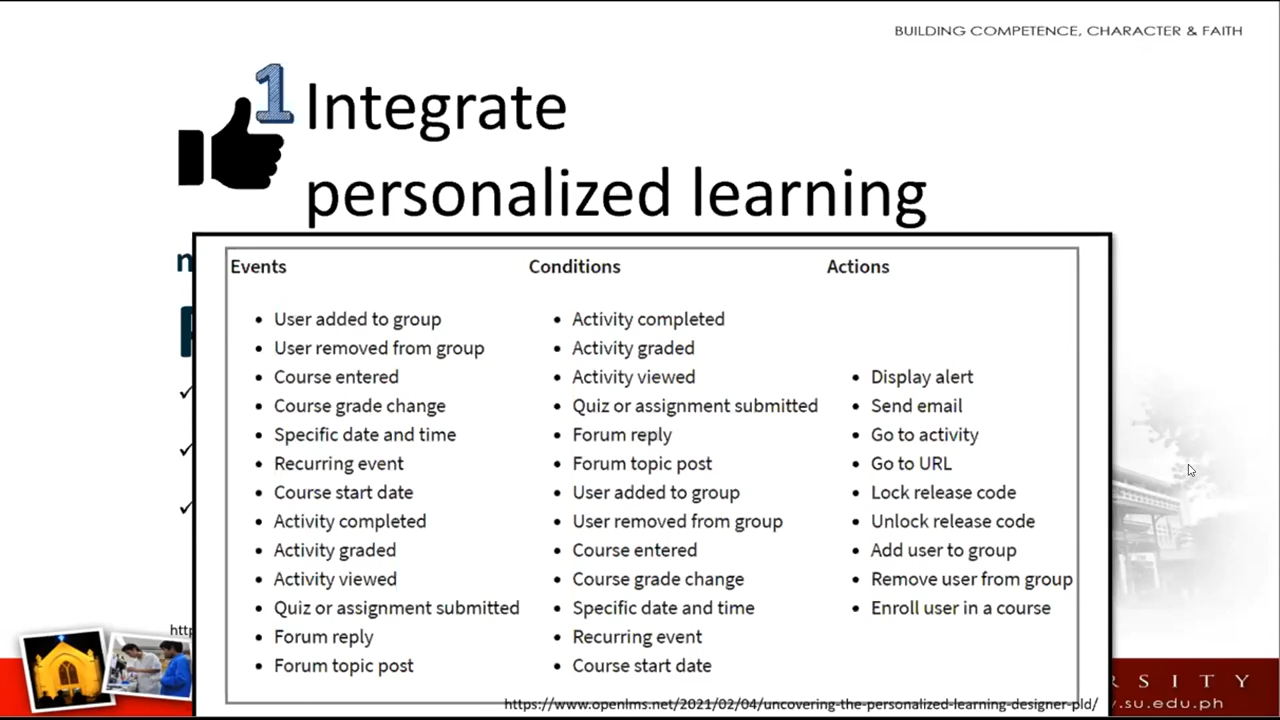 BUILDING COMPETENCE, CHARACTER & FAITH
1
Integrate
personalized learning
Events
User added to group
User removed from group
Course entered
Course grade change
Specific date and time
Recurring event
Course start date
Activity completed
Activity graded
Activity viewed
Quiz or assignment submitted
Forum reply
Forum topic post
Conditions
Activity completed
Activity graded
Activity viewed
Quiz or assignment submitted
Forum reply
Forum topic post
User added to group
User removed from group
Course entered
Course grade change
Specific date and time
Recurring event
Course start date
Actions
Display alert
Send email
Go to activity
Go to URL
Lock release code
Unlock release code
Add user to group
Remove user from group
Enroll user in a course
https://www.openlms.net/2021/02/04/uncovering-the-personalized-learning-designer-pld/
http
R S I T Y
.su.edu.ph